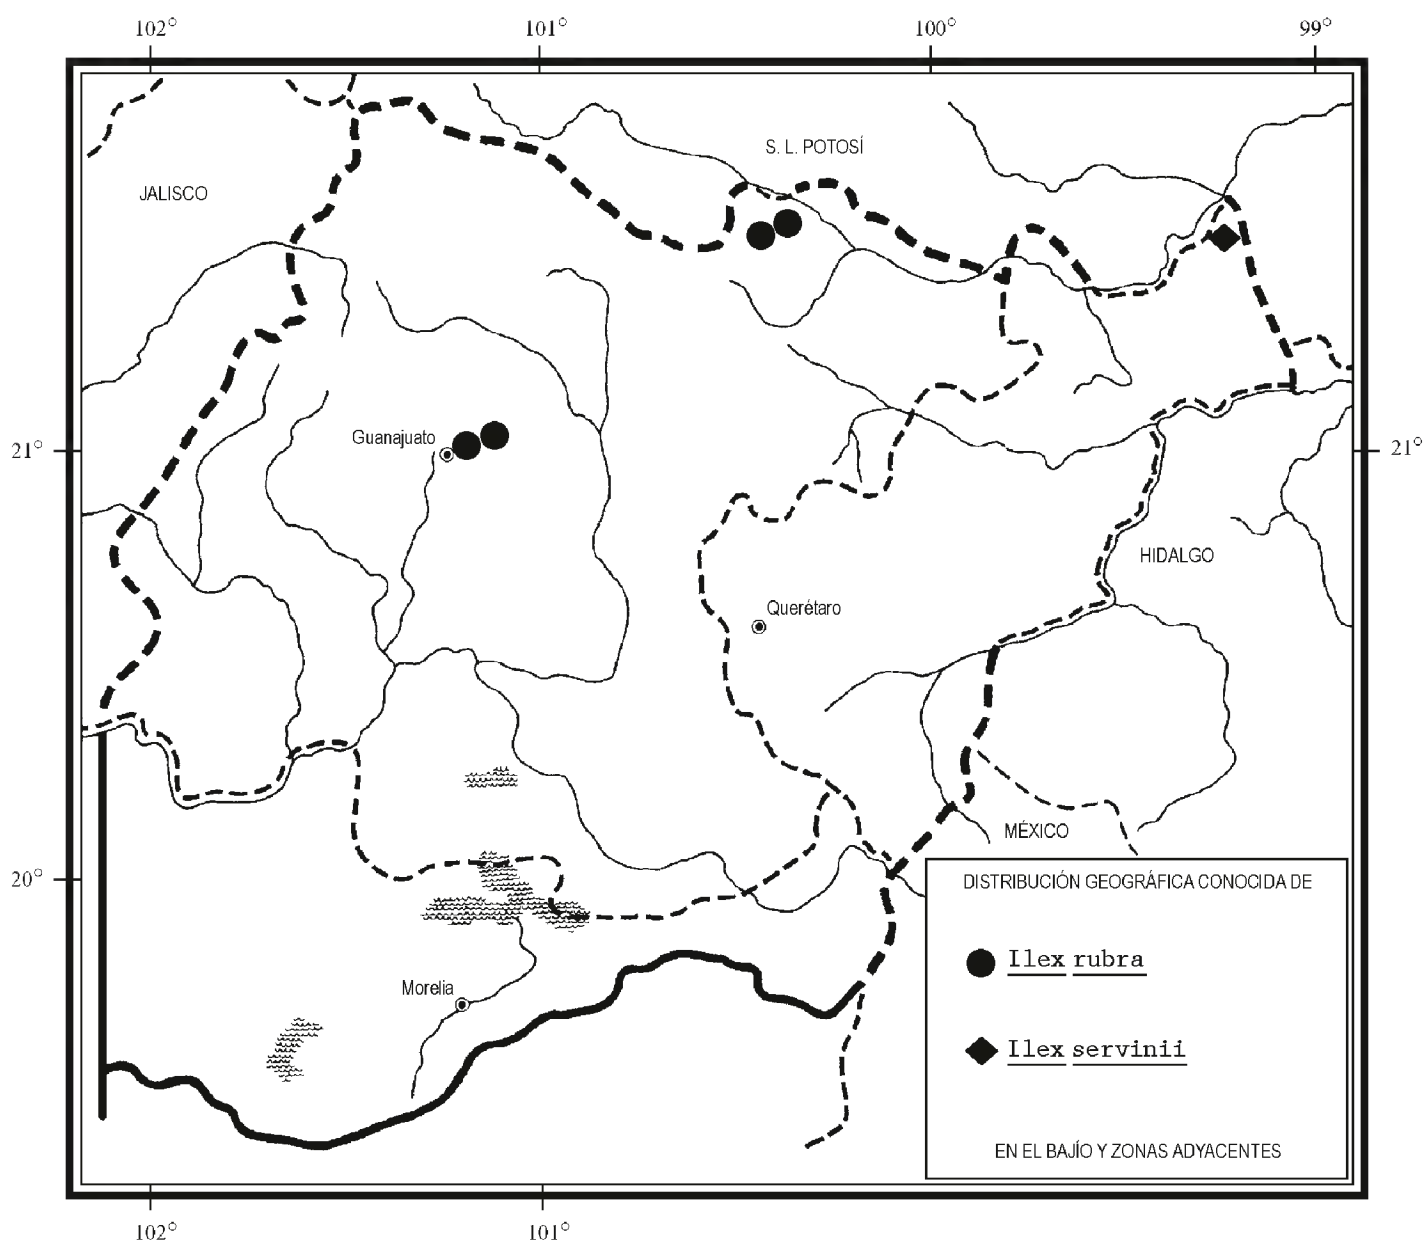 102° 101° 100° 99°
S. L. POTOSÍ
JALISCO
Guanajuato
21° 21°
HIDALGO
Querétaro
MÉXICO
20°
DISTRIBUCIÓN GEOGRÁFICA CONOCIDA DE
Ilex rubra
Morelia
Ilex servinii
EN EL BAJÍO Y ZONAS ADYACENTES
102° 101°